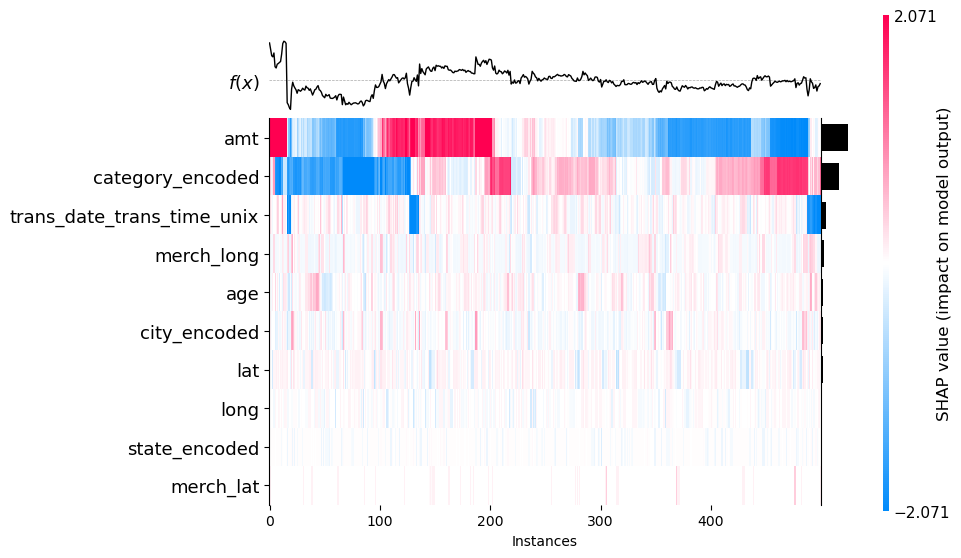 2.071
f(x)
amt
category_encoded
trans_date_trans_time_unix
merch_long
age
city_encoded
lat
long
state_encoded
merch_lat
0 100 200 300 400
Instances
−2.071
SHAP value (impact on model output)